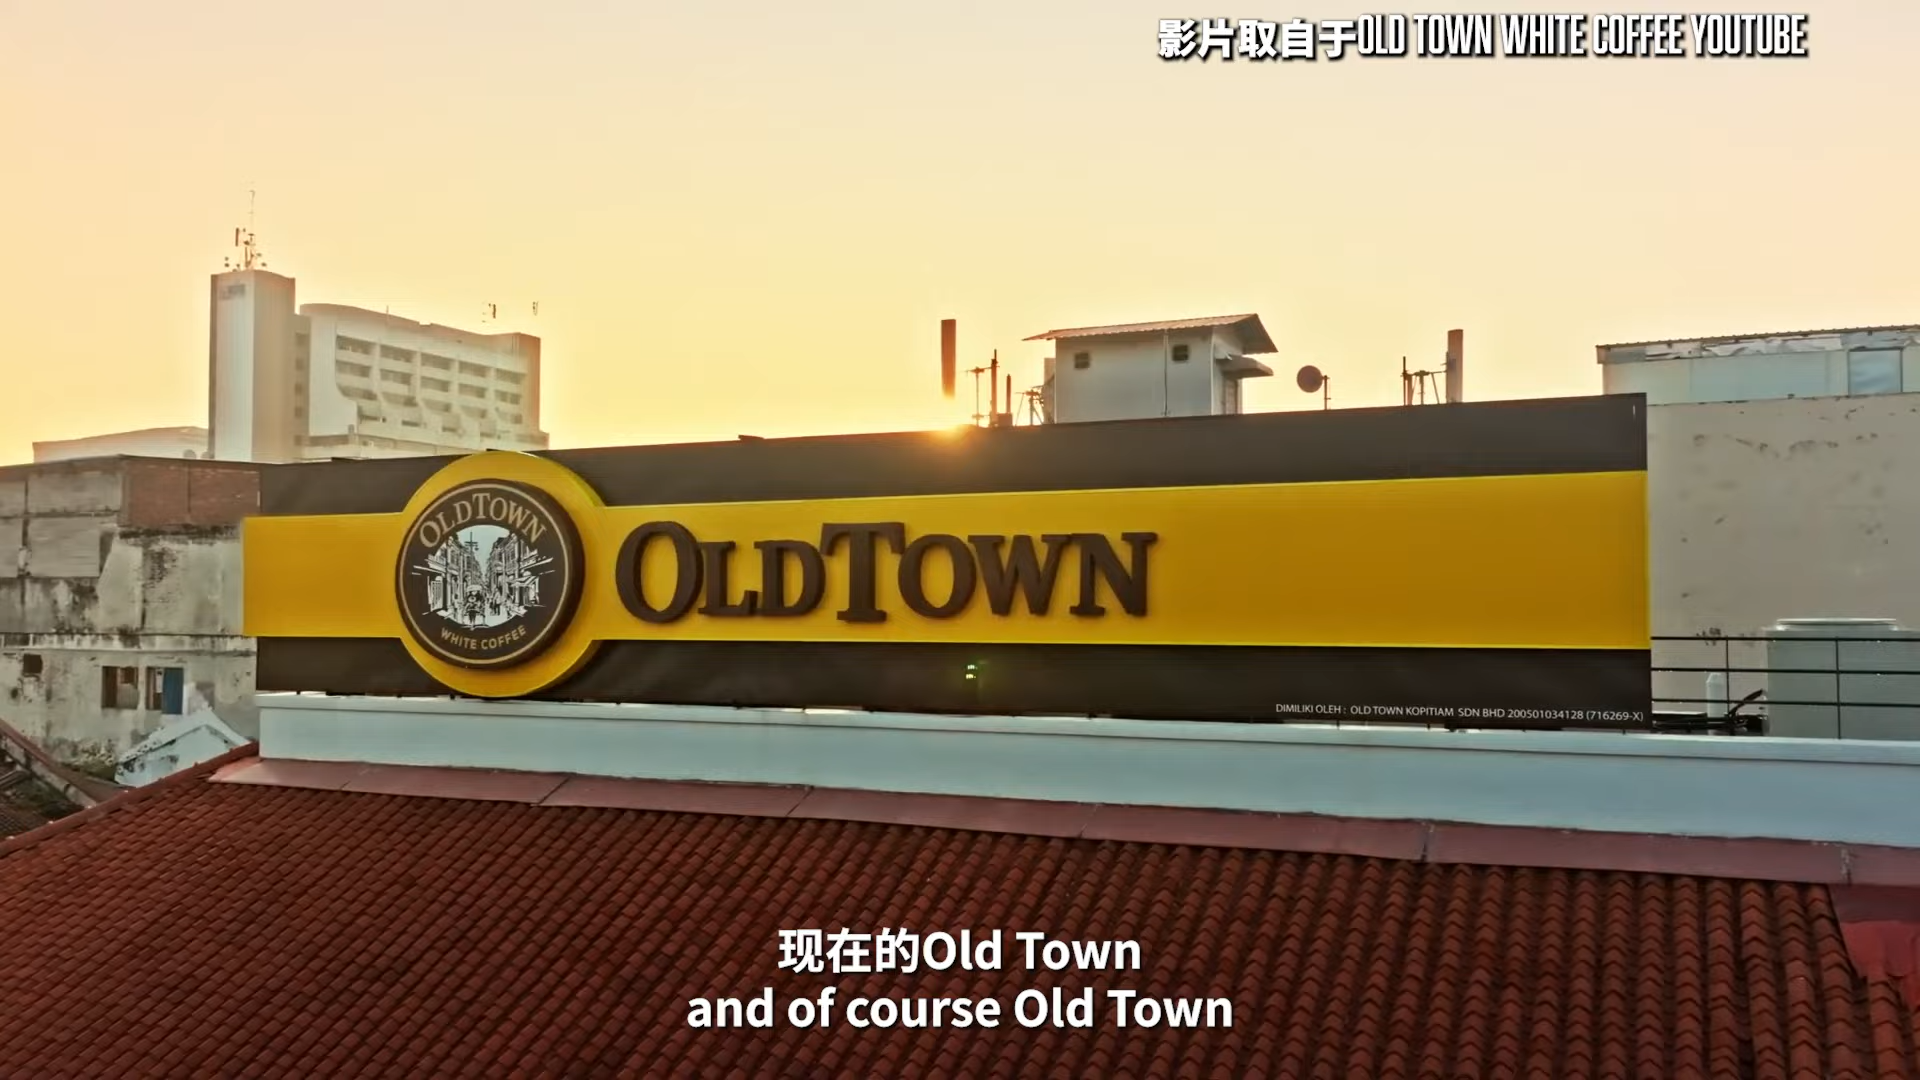 影片取自于OLD TOWN WHITE COFFEE YOUTUBE
OLDTOWN
WHITE COFFEE
OLDTOWN
DIMILIKI OLEH : OLD TOWN KOPITIAM SDN BHD 200501034128 (716269-X)
现在的Old Town
and of course Old Town